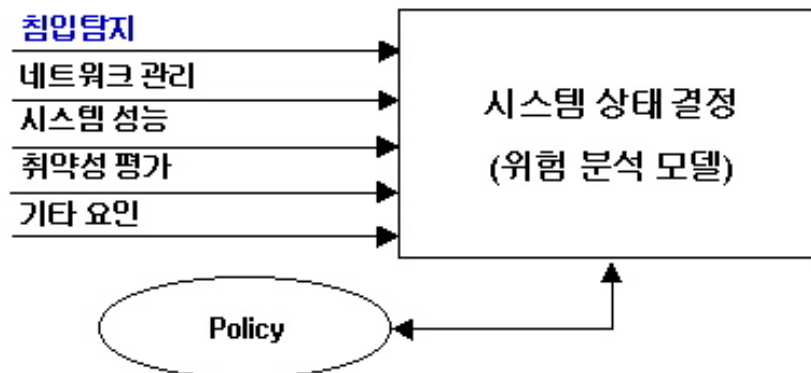 침입탐지
네트워크 관리
시스템 성능
취약성 평가
기타 요인
시스템 상태 결정
(위험 분석 모델)
Policy